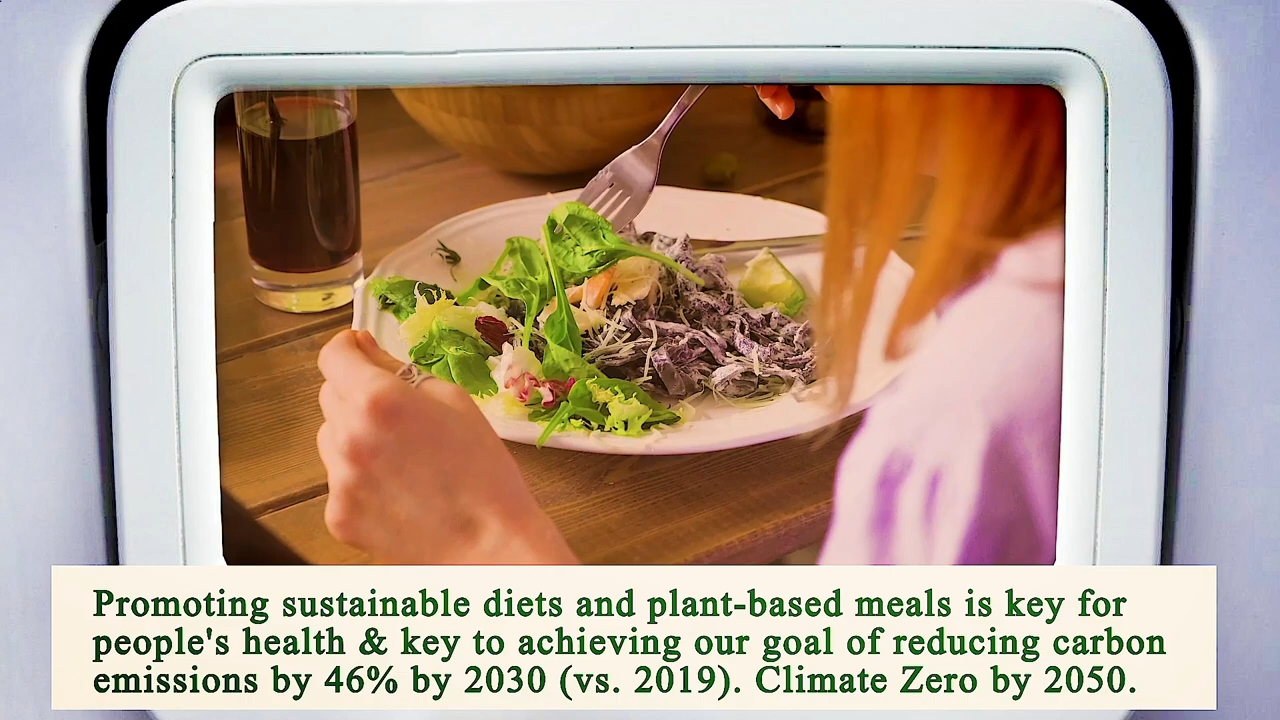 Promoting sustainable diets and plant-based meals is key for
people's health & key to achieving our goal of reducing carbon
emissions by 46% by 2030 (vs. 2019). Climate Zero by 2050.